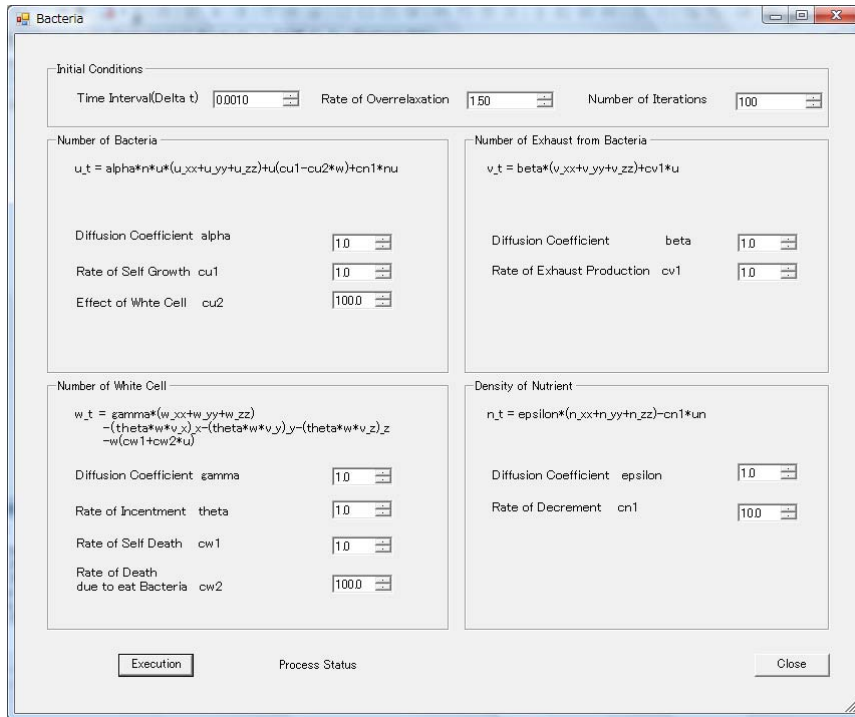 Bacteria
Initial Conditions
Time Interval(Delta t) 0.0010 Rate of Overrelaxation 1.50 Number of Iterations 100
Number of Bacteria
u_t = alpha*n*u*(u_xx+u_yy+u_zz)+u(cu1-cu2*w)+cn1*nu
Diffusion Coefficient alpha 1.0
Rate of Self Growth cu1 1.0
Effect of Whte Cell cu2 100.0
Number of Exhaust from Bacteria
v_t = beta*(v_xx+v_yy+v_zz)+cv1*u
Diffusion Coefficient beta 1.0
Rate of Exhaust Production cv1 1.0
Number of White Cell
w_t = gamma*(w_xx+w_yy+w_zz)
-(theta*w*v_x)_x-(theta*w*v_y)_y-(theta*w*v_z)_z
-w(cw1+cw2*u)
Diffusion Coefficient gamma 1.0
Rate of Incentment theta 1.0
Rate of Self Death cw1 1.0
Rate of Death
due to eat Bacteria cw2 100.0
Density of Nutrient
n_t = epsilon*(n_xx+n_yy+n_zz)-cn1*un
Diffusion Coefficient epsilon 1.0
Rate of Decrement cn1 10.0
Execution Process Status Close